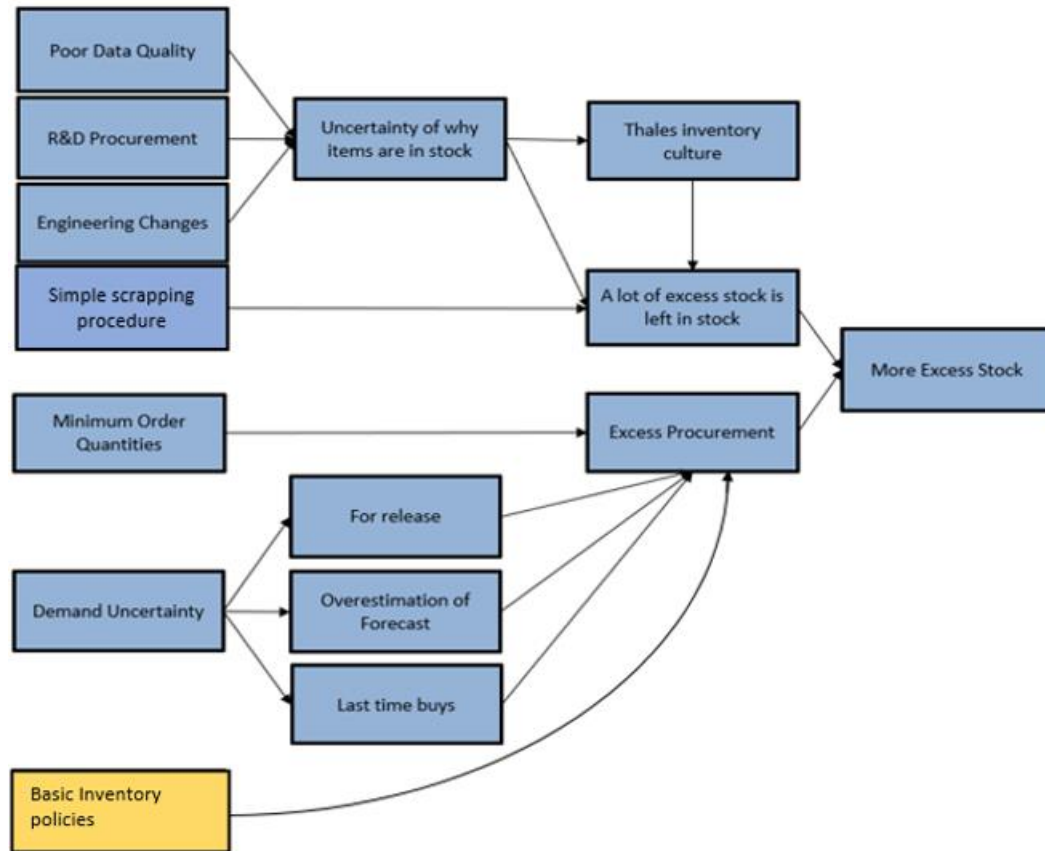 Poor Data Quality
R&D Procurement
Uncertainty of why
items are in stock
Thales inventory
culture
Engineering Changes
Simple scrapping
procedure
A lot of excess stock is
left in stock
More Excess Stock
Minimum Order
Quantities
Excess Procurement
For release
Demand Uncertainty
Overestimation of
Forecast
Last time buys
Basic Inventory
policies